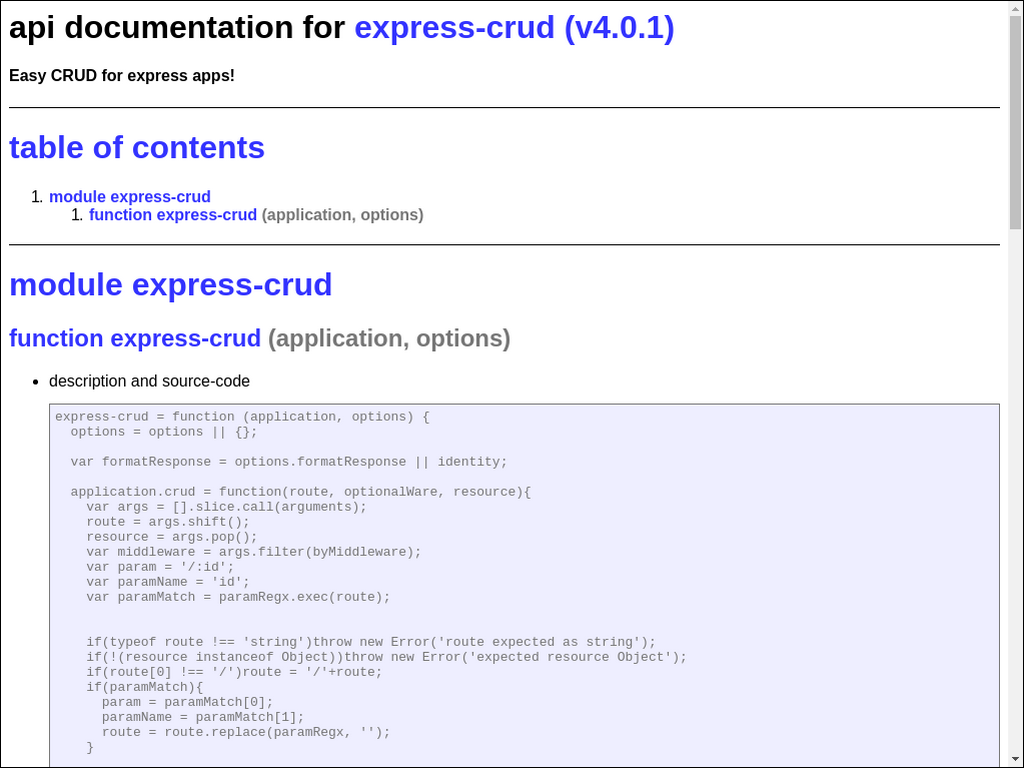 api documentation for express-crud (v4.0.1)
Easy CRUD for express apps!
table of contents
1. module express-crud
1. function express-crud (application, options)
module express-crud
function express-crud (application, options)
• description and source-code
express-crud = function (application, options) {
  options = options || {};

  var formatResponse = options.formatResponse || identity;

  application.crud = function(route, optionalWare, resource){
    var args = [].slice.call(arguments);
    route = args.shift();
    resource = args.pop();
    var middleware = args.filter(byMiddleware);
    var param = '/:id';
    var paramName = 'id';
    var paramMatch = paramRegx.exec(route);


    if(typeof route !== 'string')throw new Error('route expected as string');
    if(!(resource instanceof Object))throw new Error('expected resource Object');
    if(route[0] !== '/')route = '/'+route;
    if(paramMatch){
      param = paramMatch[0];
      paramName = paramMatch[1];
      route = route.replace(paramRegx, '');
    }